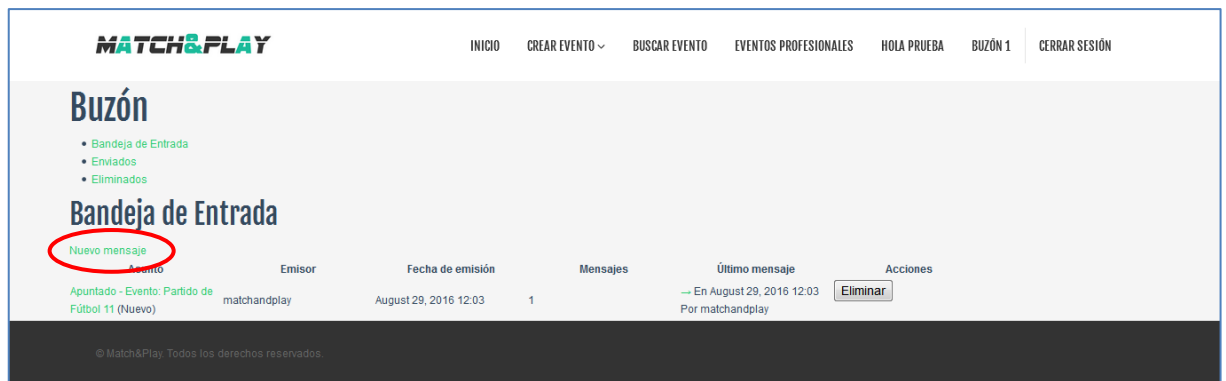 MATCH&PLAY INICIO CREAR EVENTO BUSCAR EVENTO EVENTOS PROFESIONALES HOLA PRUEBA BUZÓN 1 CERRAR SESIÓN
Buzón
• Bandeja de Entrada
• Enviados
• Eliminados
Bandeja de Entrada
Nuevo mensaje
Asunto Emisor Fecha de emisión Mensajes Último mensaje Acciones
Apuntado - Evento: Partido de Fútbol 11 (Nuevo)
matchandplay
August 29, 2016 12:03
1
→ En August 29, 2016 12:03
Por matchandplay
Eliminar
© Match&Play. Todos los derechos reservados.